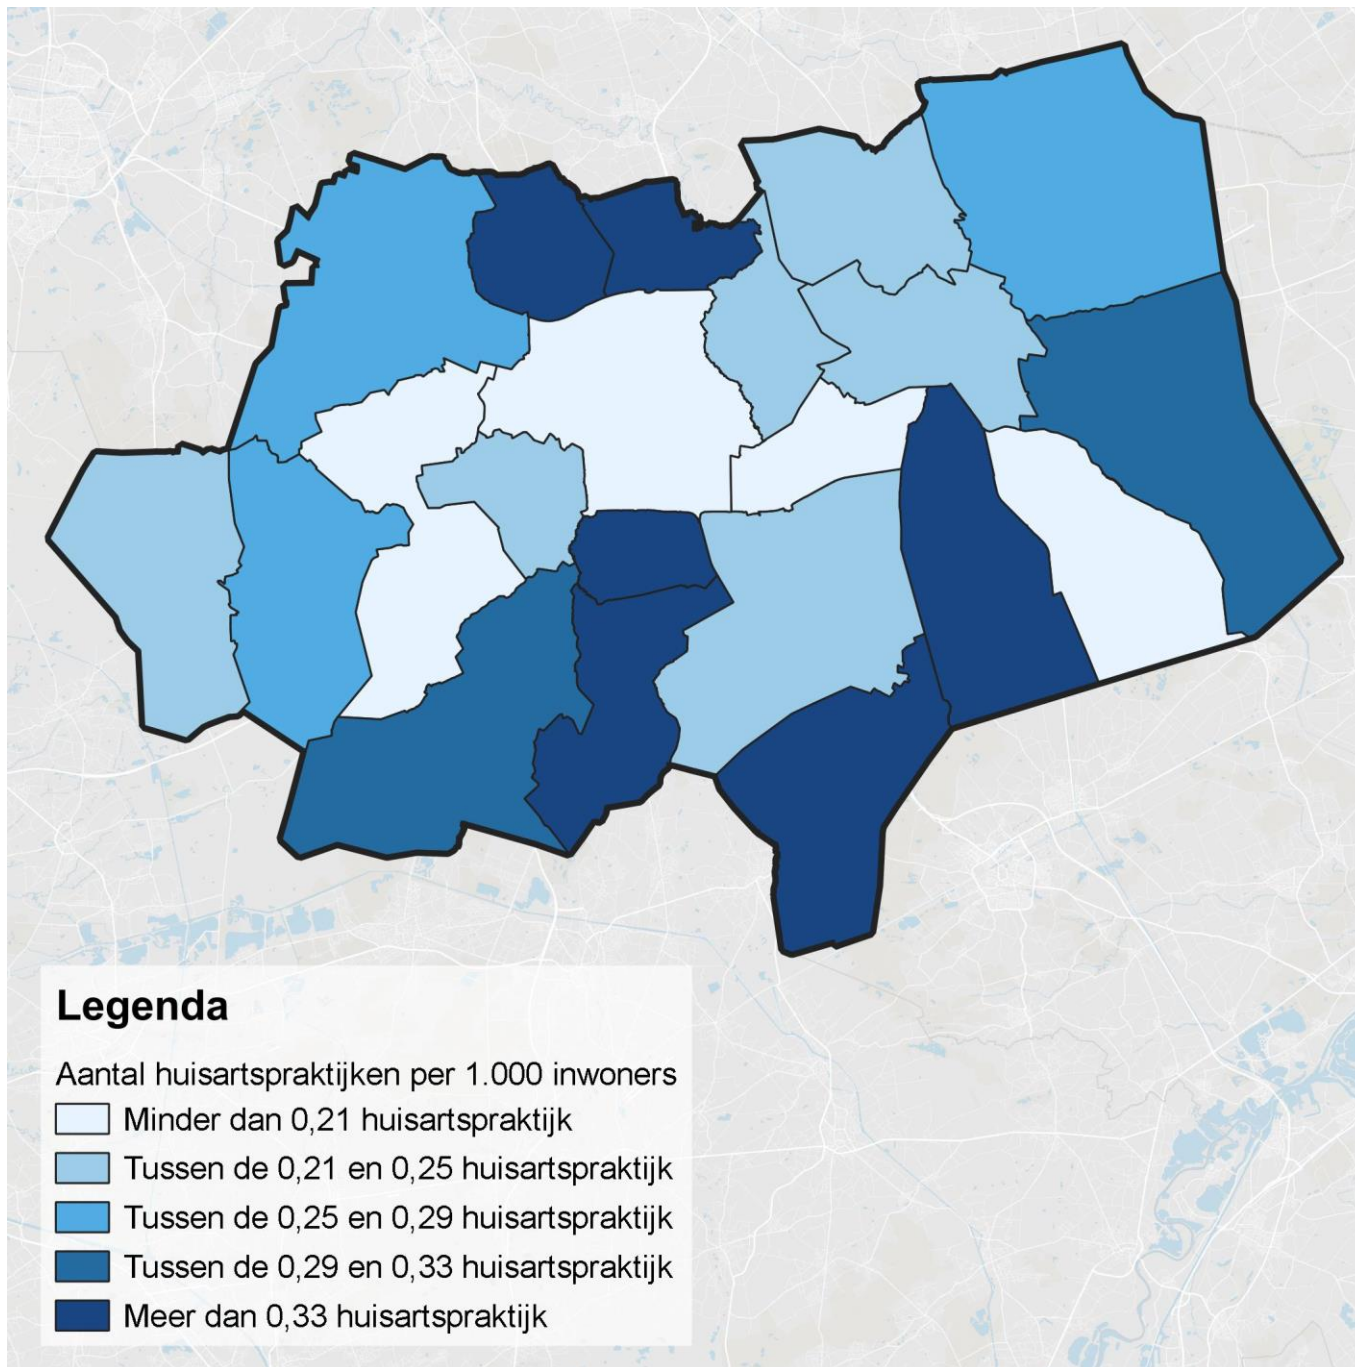 Legenda
Aantal huisartspraktijken per 1.000 inwoners
Minder dan 0,21 huisartspraktijk
Tussen de 0,21 en 0,25 huisartspraktijk
Tussen de 0,25 en 0,29 huisartspraktijk
Tussen de 0,29 en 0,33 huisartspraktijk
Meer dan 0,33 huisartspraktijk